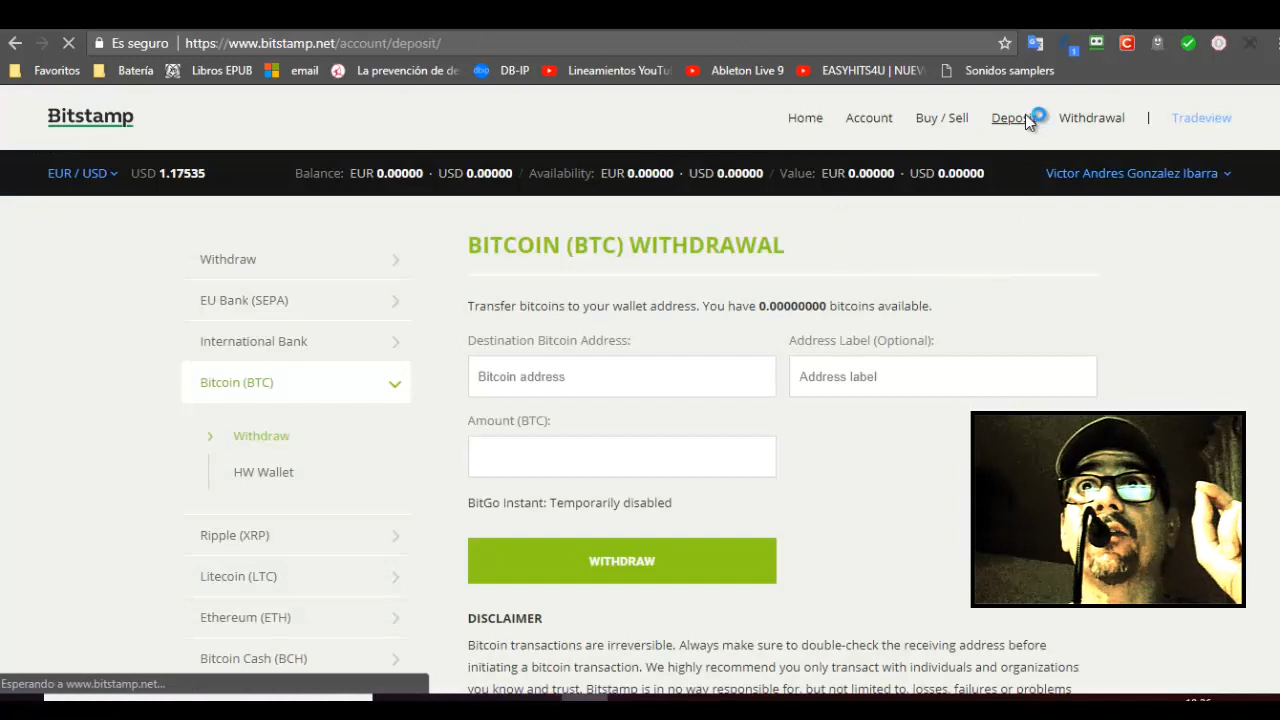 Es seguro https://www.bitstamp.net/account/deposit/
1
Favoritos Batería Libros EPUB email La prevención de de dbp DB-IP Lineamientos YouTu Ableton Live 9 EASYHITS4U | NUEV Sonidos samplers
Bitstamp Home Account Buy / Sell Deposit Withdrawal | Tradeview
EUR / USD USD 1.17535 Balance: EUR 0.00000 · USD 0.00000 / Availability: EUR 0.00000 · USD 0.00000 / Value: EUR 0.00000 · USD 0.00000 Victor Andres Gonzalez Ibarra
Withdraw
EU Bank (SEPA)
International Bank
Bitcoin (BTC)
Withdraw
HW Wallet
Ripple (XRP)
Litecoin (LTC)
Ethereum (ETH)
Bitcoin Cash (BCH)
BITCOIN (BTC) WITHDRAWAL
Transfer bitcoins to your wallet address. You have 0.00000000 bitcoins available.
Destination Bitcoin Address: Address Label (Optional):
Bitcoin address Address label
Amount (BTC):
BitGo Instant: Temporarily disabled
WITHDRAW
DISCLAIMER
Bitcoin transactions are irreversible. Always make sure to double-check the receiving address before
initiating a bitcoin transaction. We highly recommend you only transact with individuals and organizations
you know and trust. Bitstamp is in no way responsible for, but not limited to, losses, failures or problems
Esperando a www.bitstamp.net...